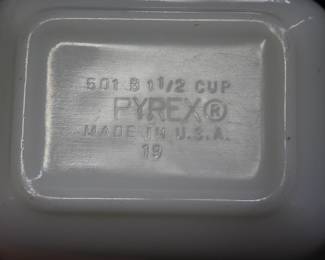 501 B 1 1/2 CUP
PYREX®
MADE IN U.S.A.
19